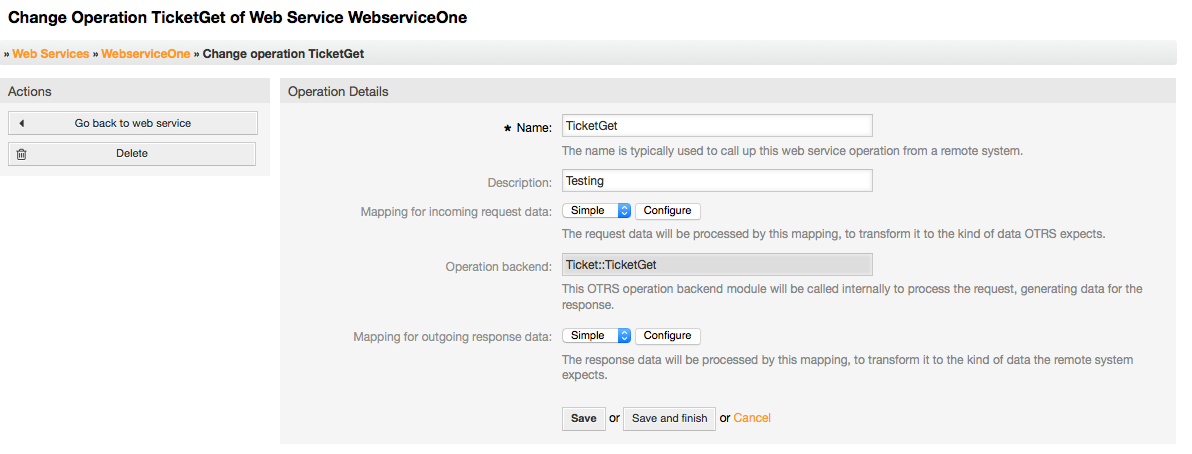 Change Operation TicketGet of Web Service WebserviceOne
» Web Services » WebserviceOne » Change operation TicketGet
Actions
Go back to web service
Delete
Operation Details
★ Name: TicketGet
The name is typically used to call up this web service operation from a remote system.
Description: Testing
Mapping for incoming request data: Simple Configure
The request data will be processed by this mapping, to transform it to the kind of data OTRS expects.
Operation backend: Ticket::TicketGet
This OTRS operation backend module will be called internally to process the request, generating data for the
response.
Mapping for outgoing response data: Simple Configure
The response data will be processed by this mapping, to transform it to the kind of data the remote system
expects.
Save or Save and finish or Cancel